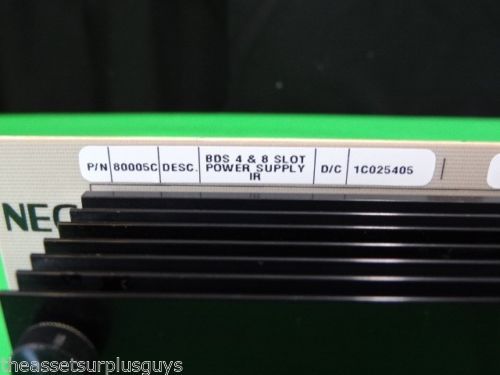 P/N 80005C DESC. BDS 4 & 8 SLOT POWER SUPPLY IR D/C 1C025405
NEC
theassetsurplusguys